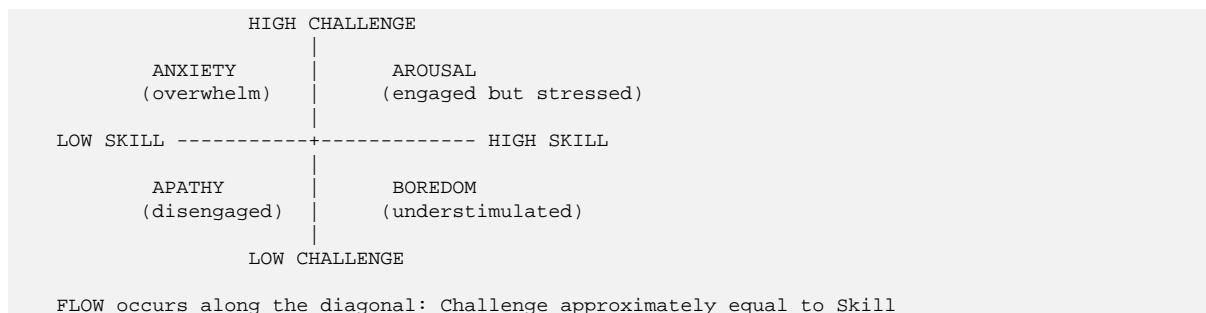 HIGH CHALLENGE
|
ANXIETY | AROUSAL
(overwhelm) | (engaged but stressed)
|
LOW SKILL -----------+------------- HIGH SKILL
|
APATHY | BOREDOM
(disengaged) | (understimulated)
|
LOW CHALLENGE
FLOW occurs along the diagonal: Challenge approximately equal to Skill